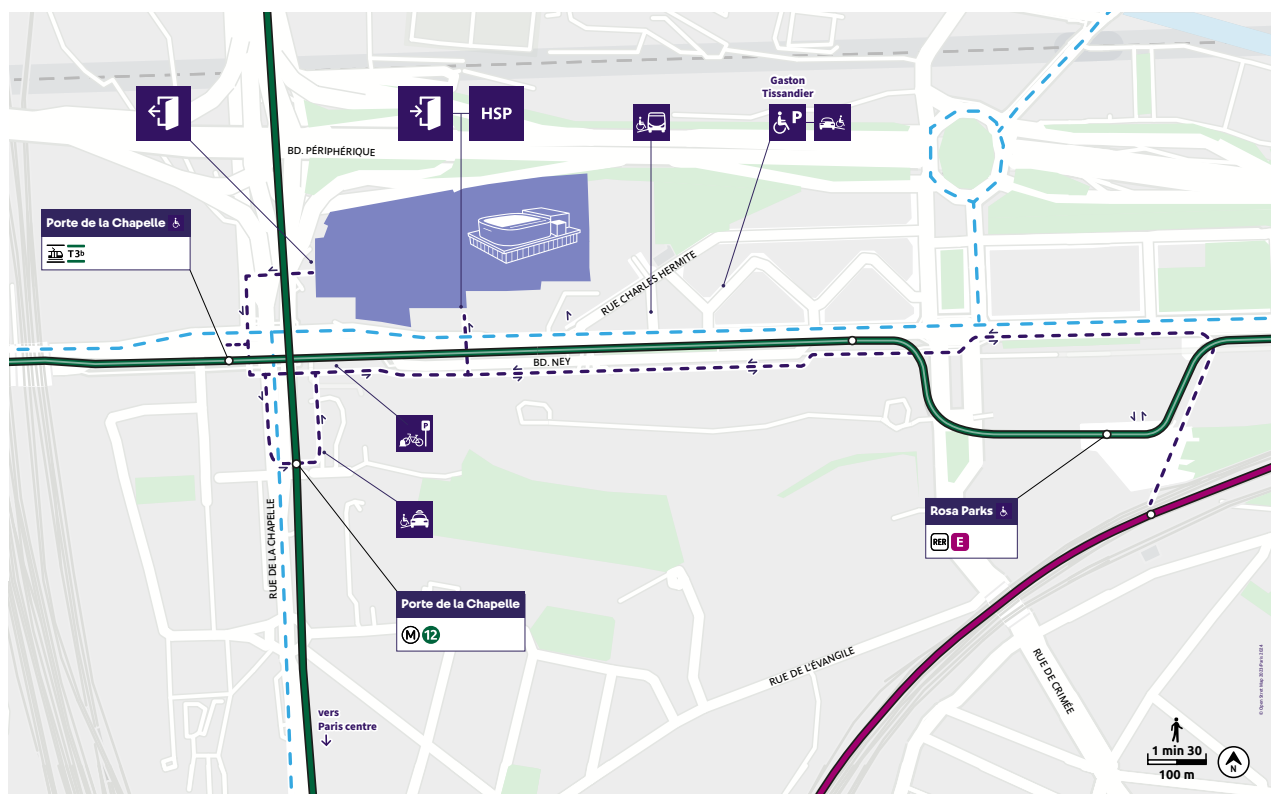 Gaston
Tissandier
HSP
P
BD. PÉRIPHÉRIQUE
Porte de la Chapelle
T3b
RUE CHARLES HERMITE
BD. NEY
P
RUE DE LA CHAPELLE
Rosa Parks
RER E
Porte de la Chapelle
M 12
RUE DE L'ÉVANGILE
RUE DE CRIMÉE
vers
Paris centre
1 min 30
100 m
N